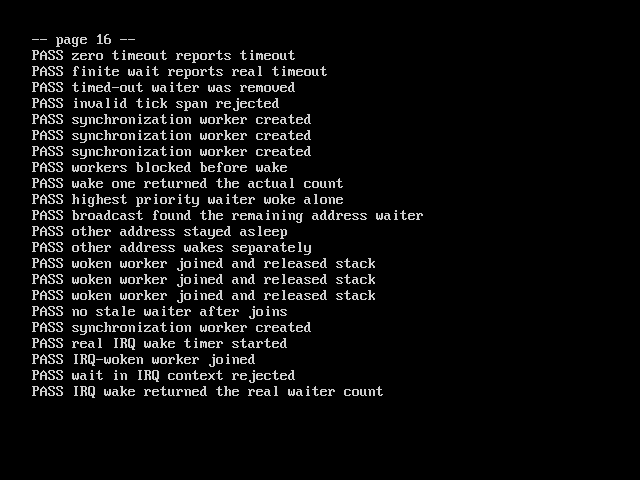 -- page 16 --
PASS zero timeout reports timeout
PASS finite wait reports real timeout
PASS timed-out waiter was removed
PASS invalid tick span rejected
PASS synchronization worker created
PASS synchronization worker created
PASS synchronization worker created
PASS workers blocked before wake
PASS wake one returned the actual count
PASS highest priority waiter woke alone
PASS broadcast found the remaining address waiter
PASS other address stayed asleep
PASS other address wakes separately
PASS woken worker joined and released stack
PASS woken worker joined and released stack
PASS woken worker joined and released stack
PASS no stale waiter after joins
PASS synchronization worker created
PASS real IRQ wake timer started
PASS IRQ-woken worker joined
PASS wait in IRQ context rejected
PASS IRQ wake returned the real waiter count